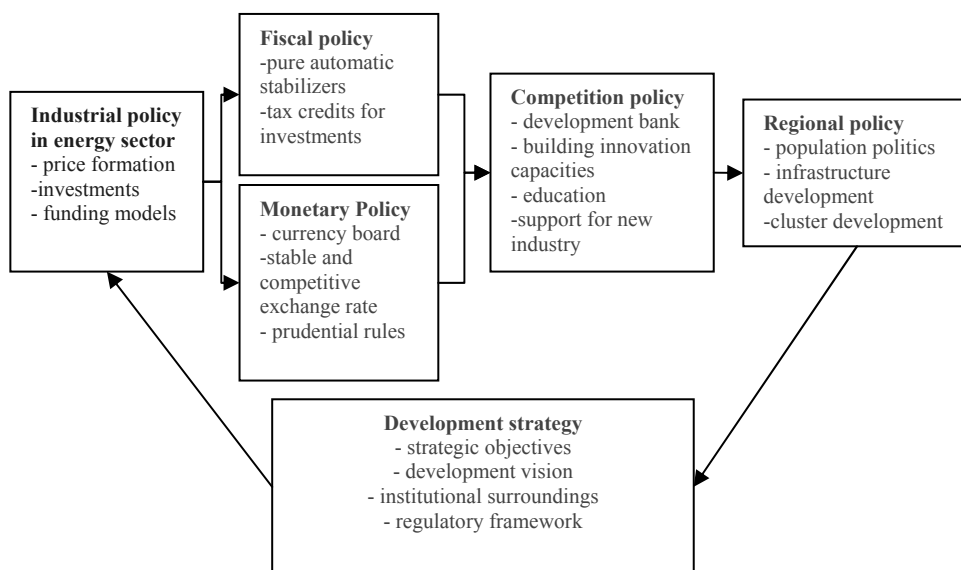 Industrial policy
in energy sector
- price formation
-investments
- funding models
Fiscal policy
-pure automatic
stabilizers
-tax credits for
investments
Monetary Policy
- currency board
-stable and
competitive
exchange rate
- prudential rules
Competition policy
- development bank
- building innovation
capacities
- education
-support for new
industry
Regional policy
- population politics
- infrastructure
development
-cluster development
Development strategy
- strategic objectives
- development vision
- institutional surroundings
- regulatory framework